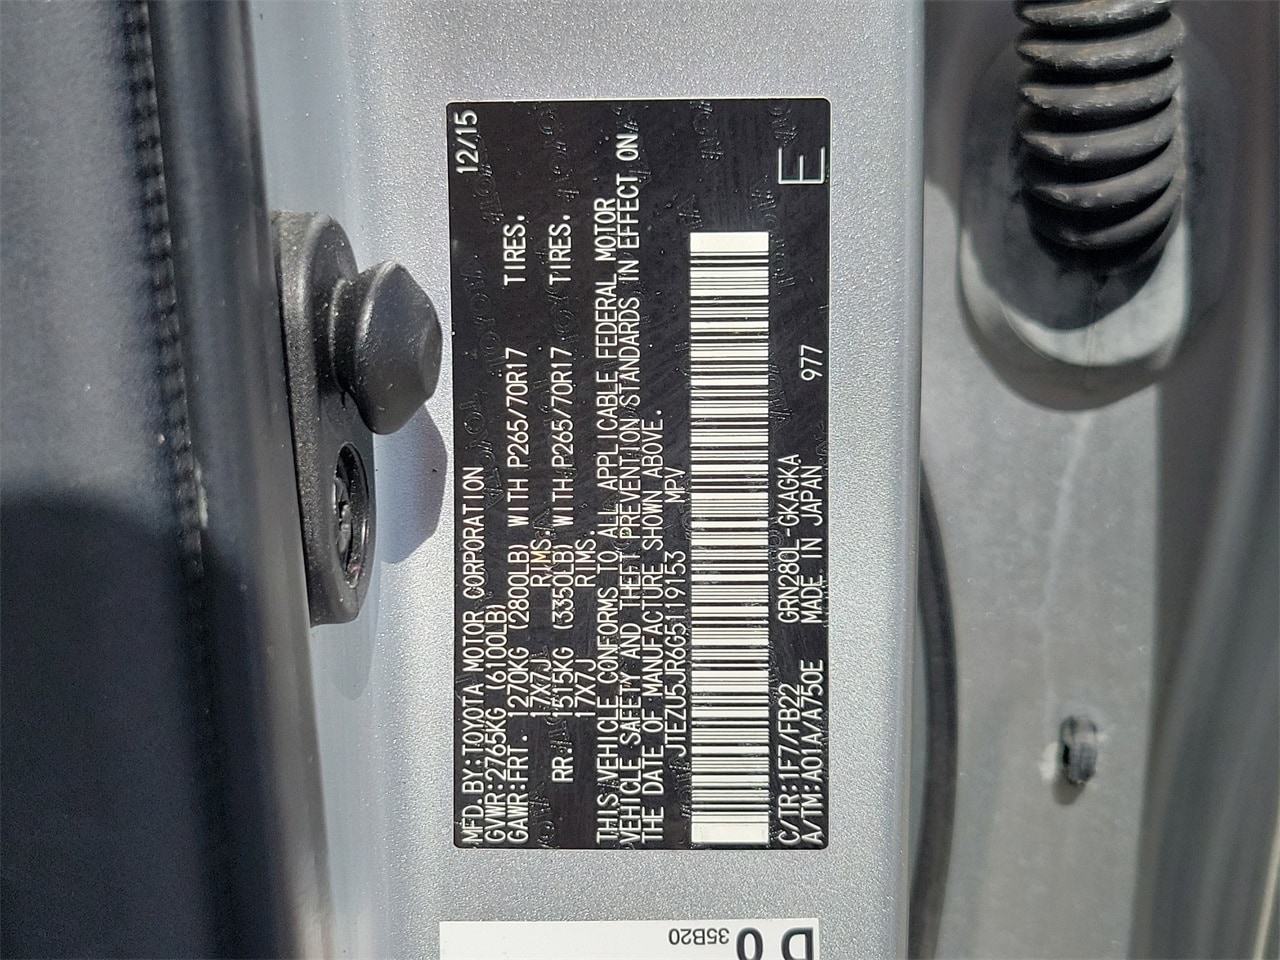 MFD.BY:TOYOTA MOTOR CORPORATION 12/15
GVWR:2765KG (6100LB)
GAWR:FRT. 1270KG (2800LB) WITH P265/70R17 TIRES.
17X7J RIMS.
RR: 1515KG (3350LB) WITH P265/70R17 TIRES.
17X7J RIMS.
THIS VEHICLE CONFORMS TO ALL APPLICABLE FEDERAL MOTOR
VEHICLE SAFETY AND THEFT PREVENTION STANDARDS IN EFFECT ON
THE DATE OF MANUFACTURE SHOWN ABOVE.
JTEZU5JR6G5119153 MPV
C/TR:1F7/FB22 GRN280L-GKAGKA
A/TM:A01A/A750E MADE IN JAPAN 977 E
35B20
D 0